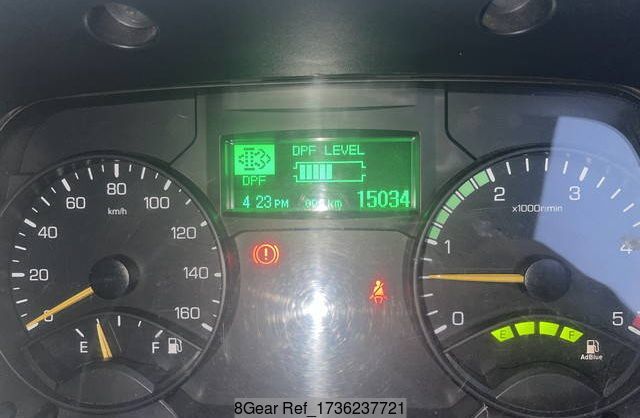 DPF LEVEL
DPF
4 23 PM
km
15034
0
20
40
60
80
100
120
140
160
km/h
E
F
0
1
2
3
4
5
x1000r/min
E
F
AdBlue
8Gear Ref_1736237721